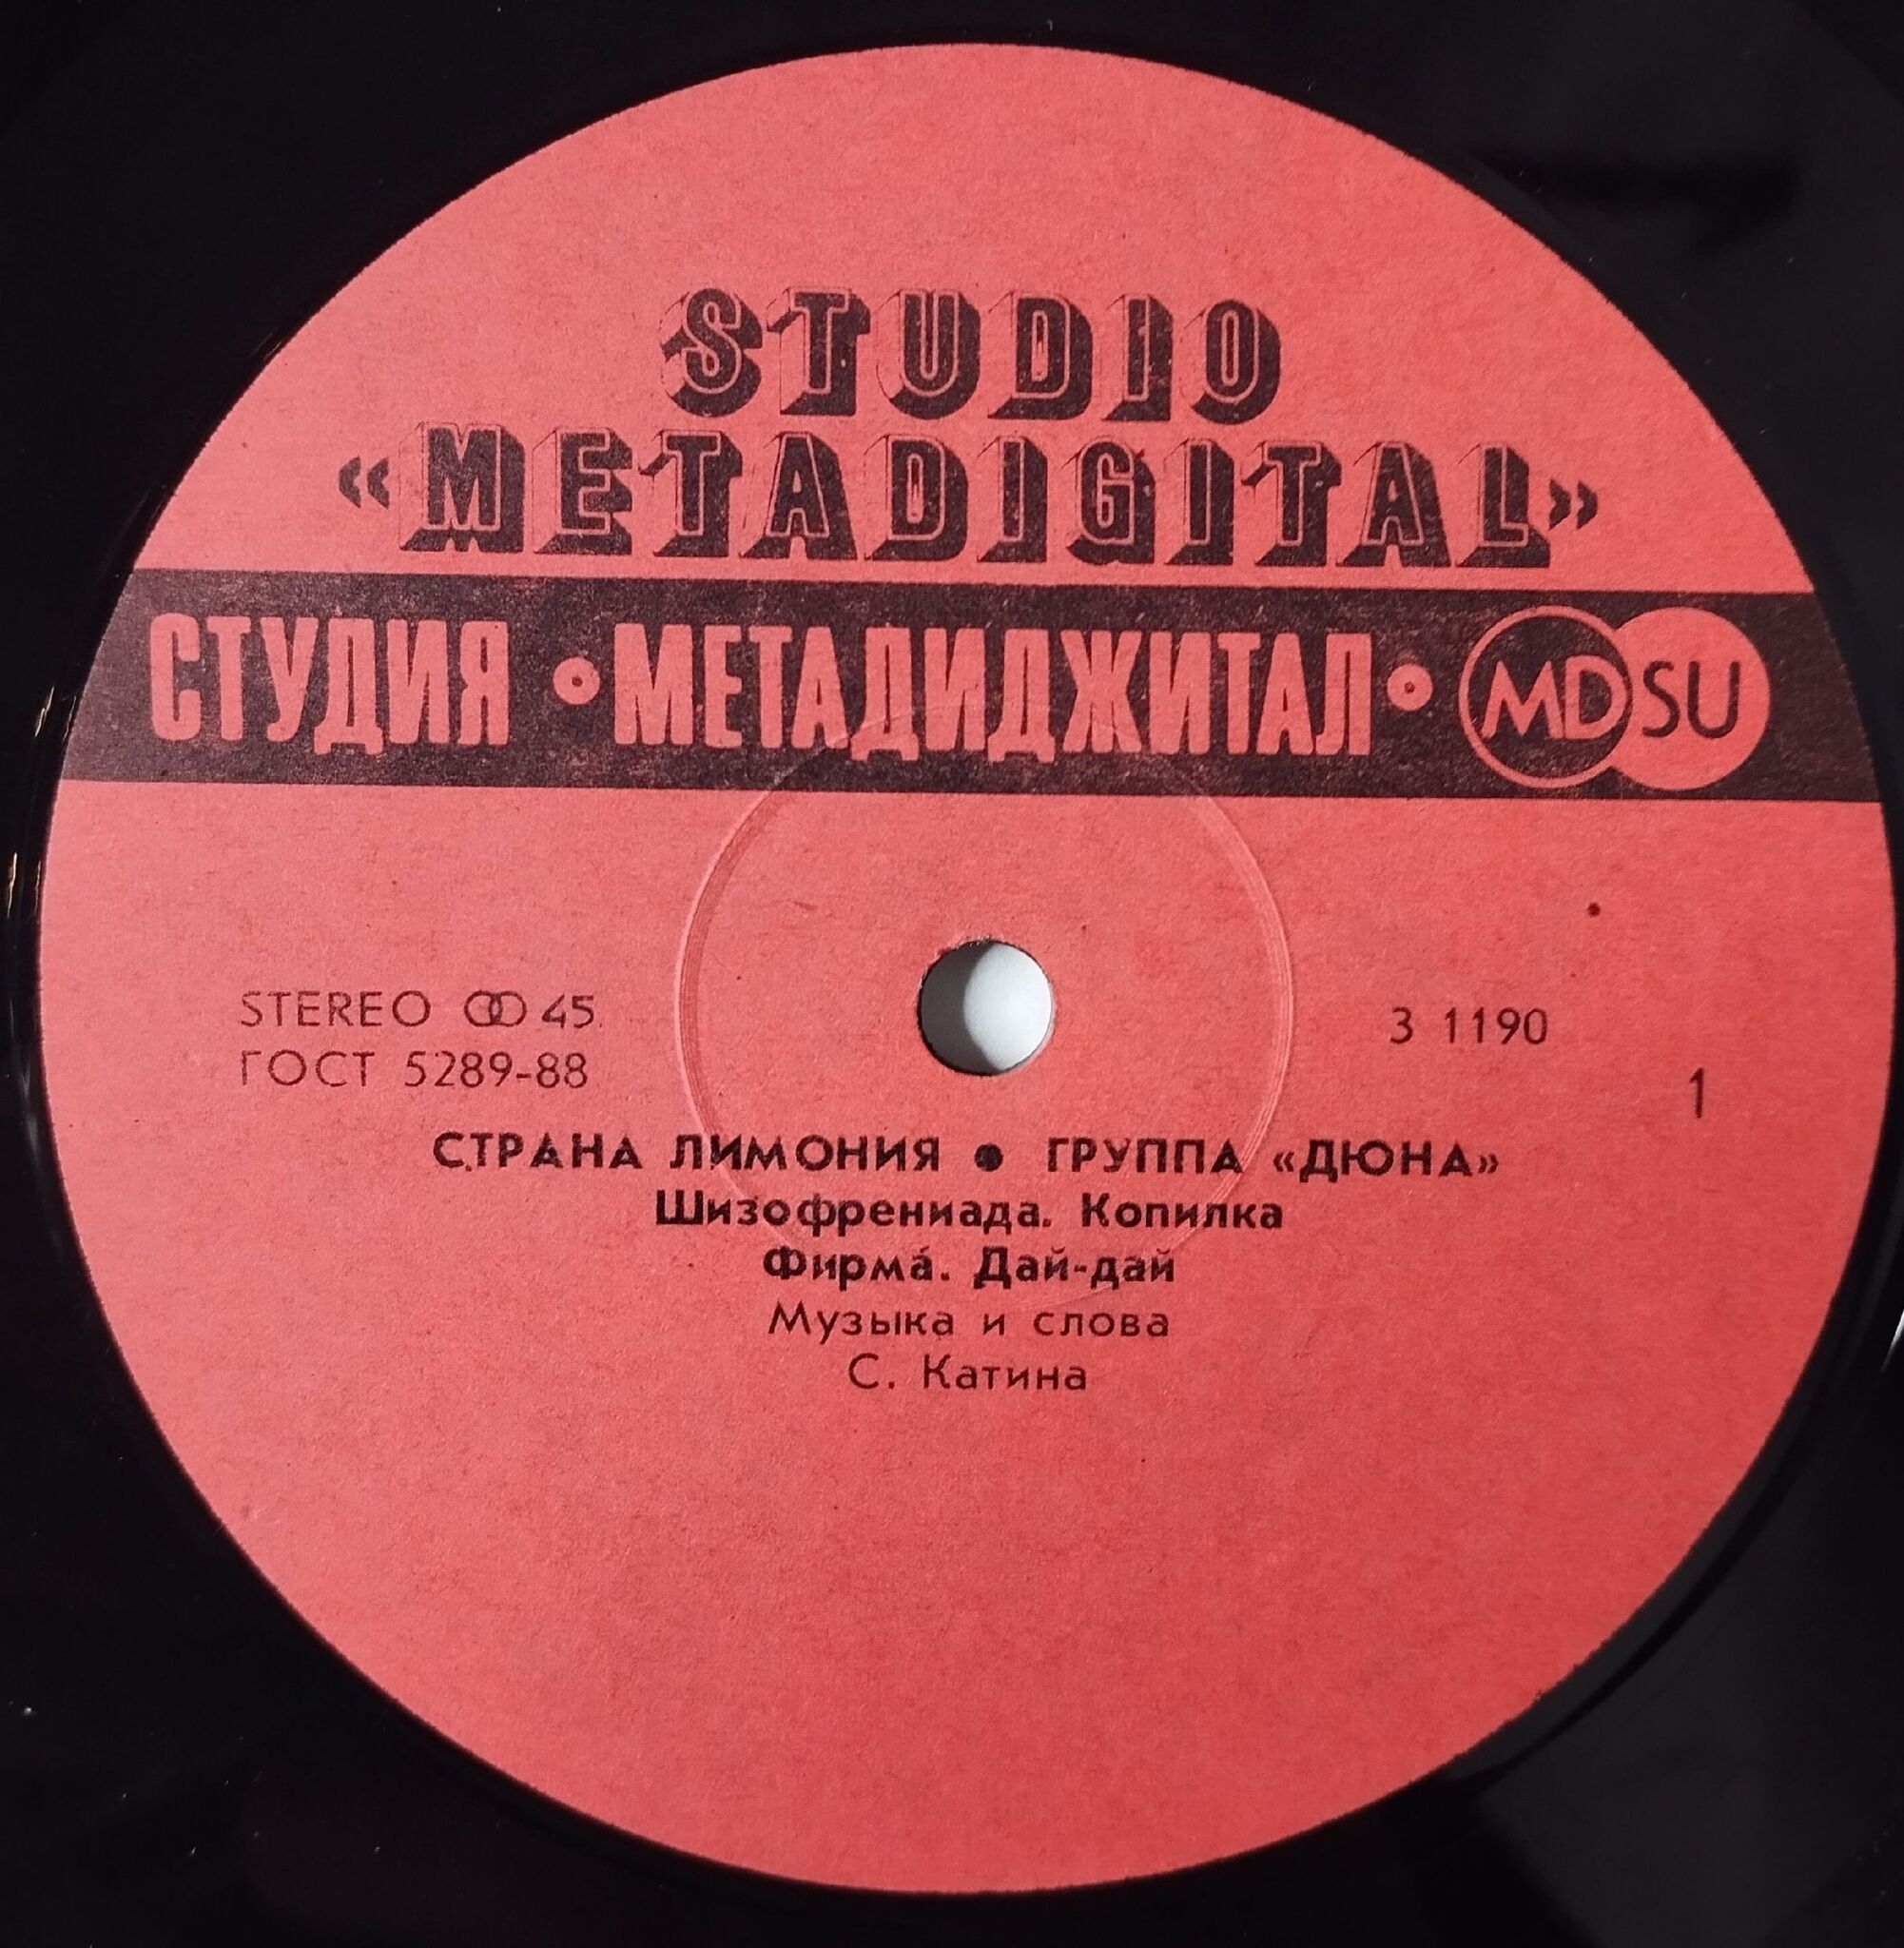 STUDIO
«METADIGITAL»
СТУДИЯ • МЕТАДИДЖИТАЛ • MD SU
STEREO ꝏ 45
ГОСТ 5289-88
3 1190
1
СТРАНА ЛИМОНИЯ ● ГРУППА «ДЮНА»
Шизофрениада. Копилка
Фирма́. Дай-дай
Музыка и слова
С. Катина